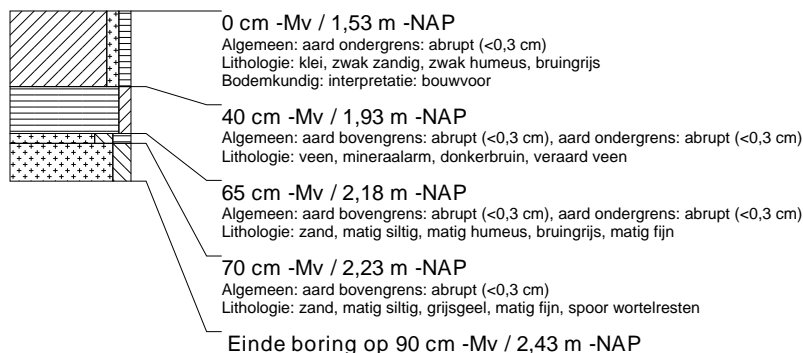 0 cm -Mv / 1,53 m -NAP
Algemeen: aard ondergrens: abrupt (<0,3 cm)
Lithologie: klei, zwak zandig, zwak humeus, bruingrijs
Bodemkundig: interpretatie: bouwvoor
40 cm -Mv / 1,93 m -NAP
Algemeen: aard bovengrens: abrupt (<0,3 cm), aard ondergrens: abrupt (<0,3 cm)
Lithologie: veen, mineraalarm, donkerbruin, veraard veen
65 cm -Mv / 2,18 m -NAP
Algemeen: aard bovengrens: abrupt (<0,3 cm), aard ondergrens: abrupt (<0,3 cm)
Lithologie: zand, matig siltig, matig humeus, bruingrijs, matig fijn
70 cm -Mv / 2,23 m -NAP
Algemeen: aard bovengrens: abrupt (<0,3 cm)
Lithologie: zand, matig siltig, grijsgeel, matig fijn, spoor wortelresten
Einde boring op 90 cm -Mv / 2,43 m -NAP